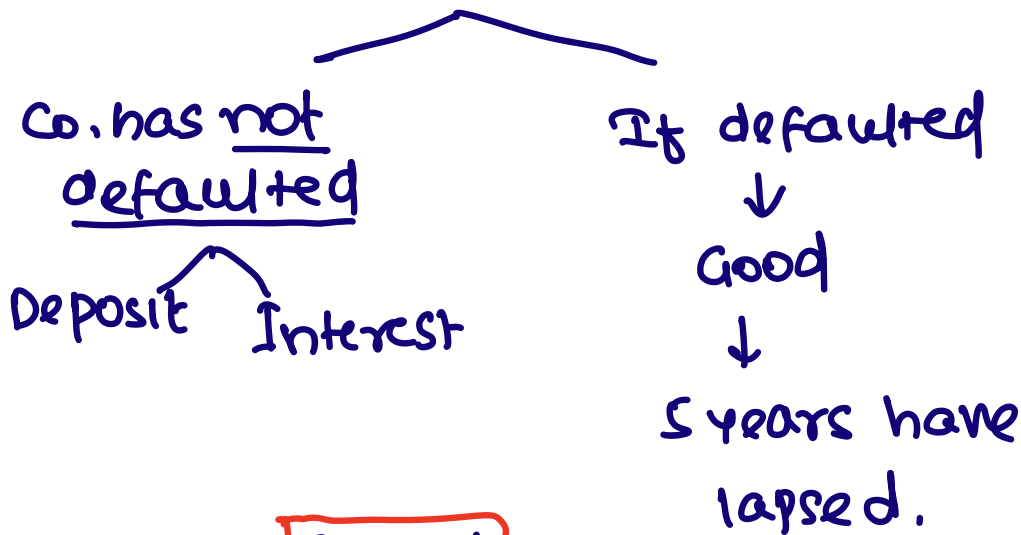 Co. has not
defaulted
Deposit
Interest
If defaulted
Good
5 years have
lapsed.